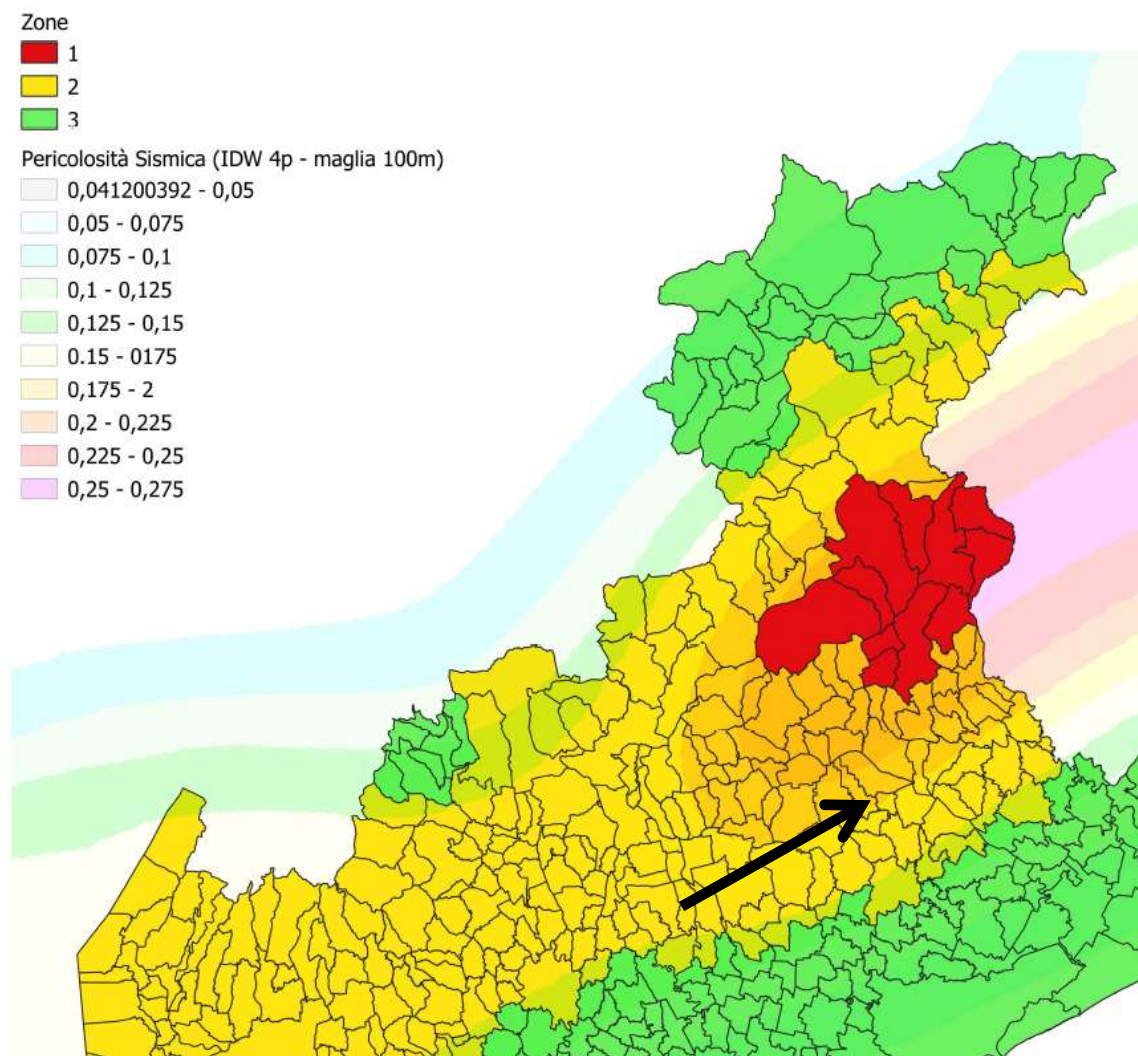 Zone
1
2
3
Pericolosità Sismica (IDW 4p - maglia 100m)
0,041200392 - 0,05
0,05 - 0,075
0,075 - 0,1
0,1 - 0,125
0,125 - 0,15
0.15 - 0175
0,175 - 2
0,2 - 0,225
0,225 - 0,25
0,25 - 0,275